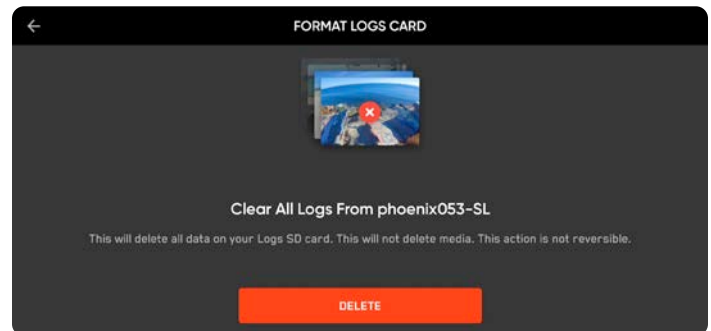 FORMAT LOGS CARD
Clear All Logs From phoenix053-SL
This will delete all data on your Logs SD card. This will not delete media. This action is not reversible.
DELETE